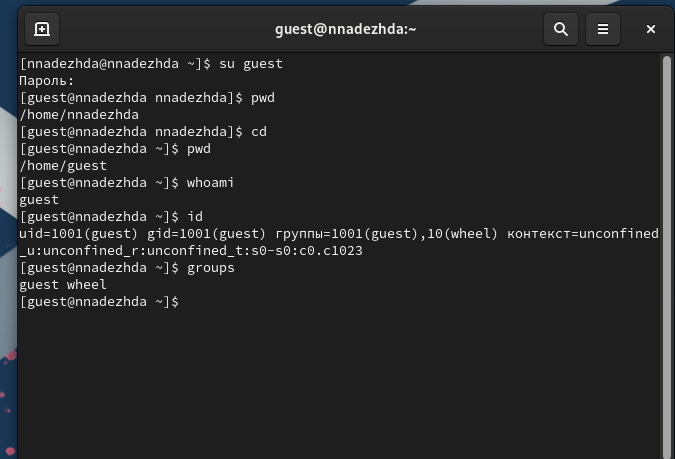 guest@nnadezhda:~
[nnadezhda@nnadezhda ~]$ su guest
Пароль:
[guest@nnadezhda nnadezhda]$ pwd
/home/nnadezhda
[guest@nnadezhda nnadezhda]$ cd
[guest@nnadezhda ~]$ pwd
/home/guest
[guest@nnadezhda ~]$ whoami
guest
[guest@nnadezhda ~]$ id
uid=1001(guest) gid=1001(guest) группы=1001(guest),10(wheel) контекст=unconfined
_u:unconfined_r:unconfined_t:s0-s0:c0.c1023
[guest@nnadezhda ~]$ groups
guest wheel
[guest@nnadezhda ~]$